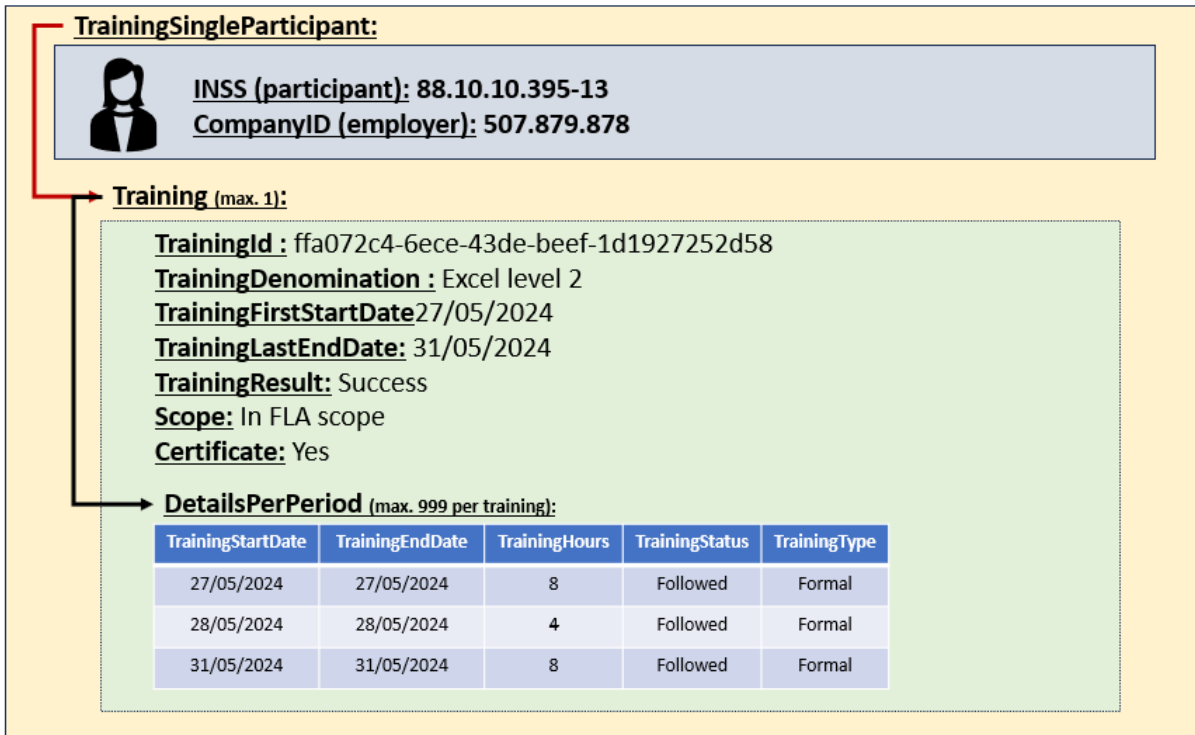 TrainingSingleParticipant:
INSS (participant): 88.10.10.395-13
CompanyID (employer): 507.879.878
Training (max. 1):
TrainingId : ffa072c4-6ece-43de-beef-1d1927252d58
TrainingDenomination : Excel level 2
TrainingFirstStartDate27/05/2024
TrainingLastEndDate: 31/05/2024
TrainingResult: Success
Scope: In FLA scope
Certificate: Yes
DetailsPerPeriod (max. 999 per training):
TrainingStartDate TrainingEndDate TrainingHours TrainingStatus TrainingType
27/05/2024 27/05/2024 8 Followed Formal
28/05/2024 28/05/2024 4 Followed Formal
31/05/2024 31/05/2024 8 Followed Formal